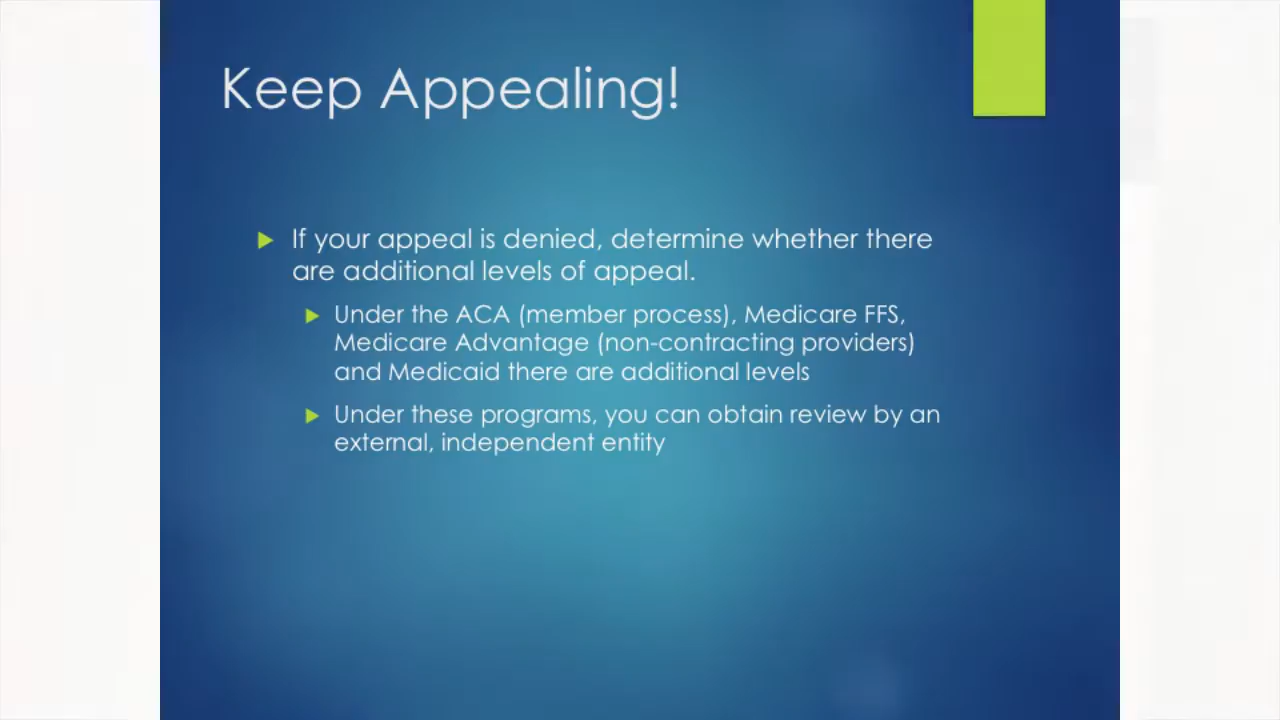 Keep Appealing!
If your appeal is denied, determine whether there
are additional levels of appeal.
Under the ACA (member process), Medicare FFS,
Medicare Advantage (non-contracting providers)
and Medicaid there are additional levels
Under these programs, you can obtain review by an
external, independent entity